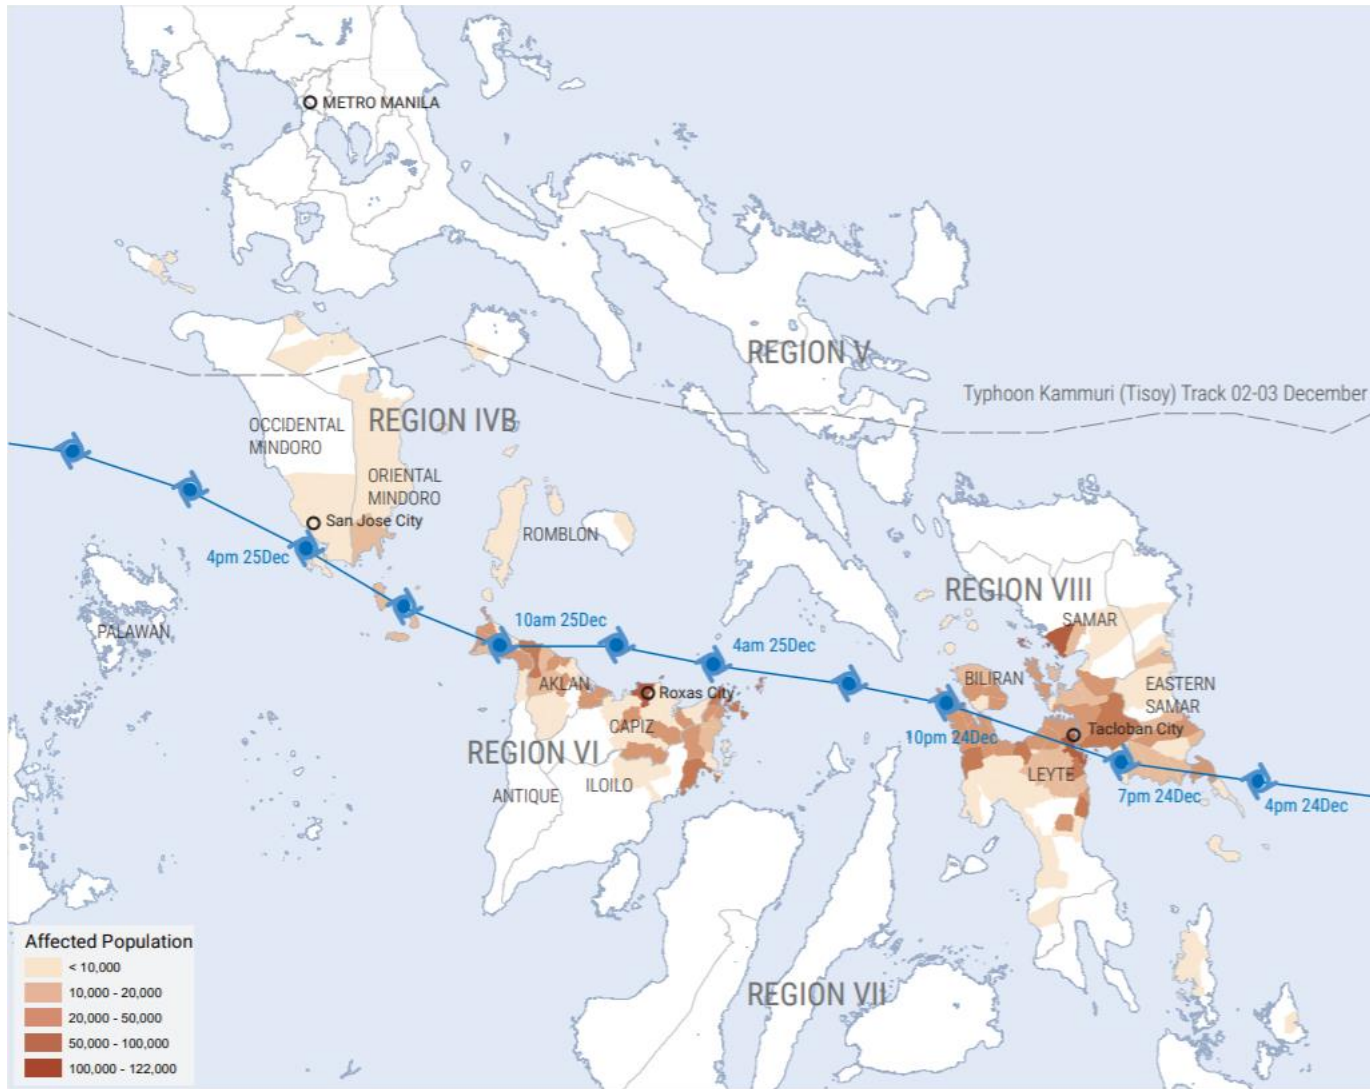 METRO MANILA
REGION V
Typhoon Kammuri (Tisoy) Track 02-03 December
OCCIDENTAL
MINDORO
REGION IVB
ORIENTAL
MINDORO
San Jose City
4pm 25Dec
ROMBLON
PALAWAN
10am 25Dec
4am 25Dec
AKLAN
Roxas City
CAPIZ
REGION VI
ILOILO
ANTIQUE
REGION VIII
SAMAR
BILIRAN
EASTERN
SAMAR
10pm 24Dec
Tacloban City
LEYTE
7pm 24Dec
4pm 24Dec
REGION VII
Affected Population
< 10,000
10,000 - 20,000
20,000 - 50,000
50,000 - 100,000
100,000 - 122,000